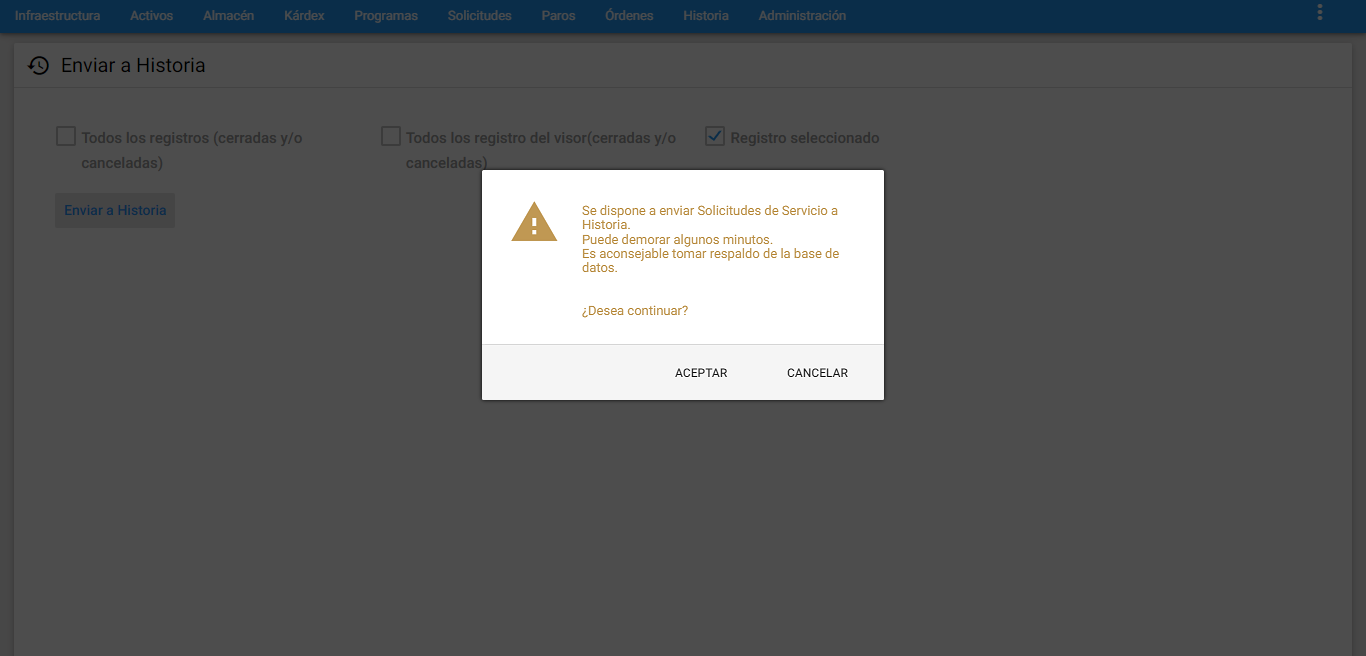 Infraestructura Activos Almacén Kárdex Programas Solicitudes Paros Órdenes Historia Administración
Enviar a Historia
Todos los registros (cerradas y/o
canceladas)
Todos los registro del visor(cerradas y/o
canceladas)
Registro seleccionado
Enviar a Historia
Se dispone a enviar Solicitudes de Servicio a
Historia.
Puede demorar algunos minutos.
Es aconsejable tomar respaldo de la base de
datos.
¿Desea continuar?
ACEPTAR CANCELAR